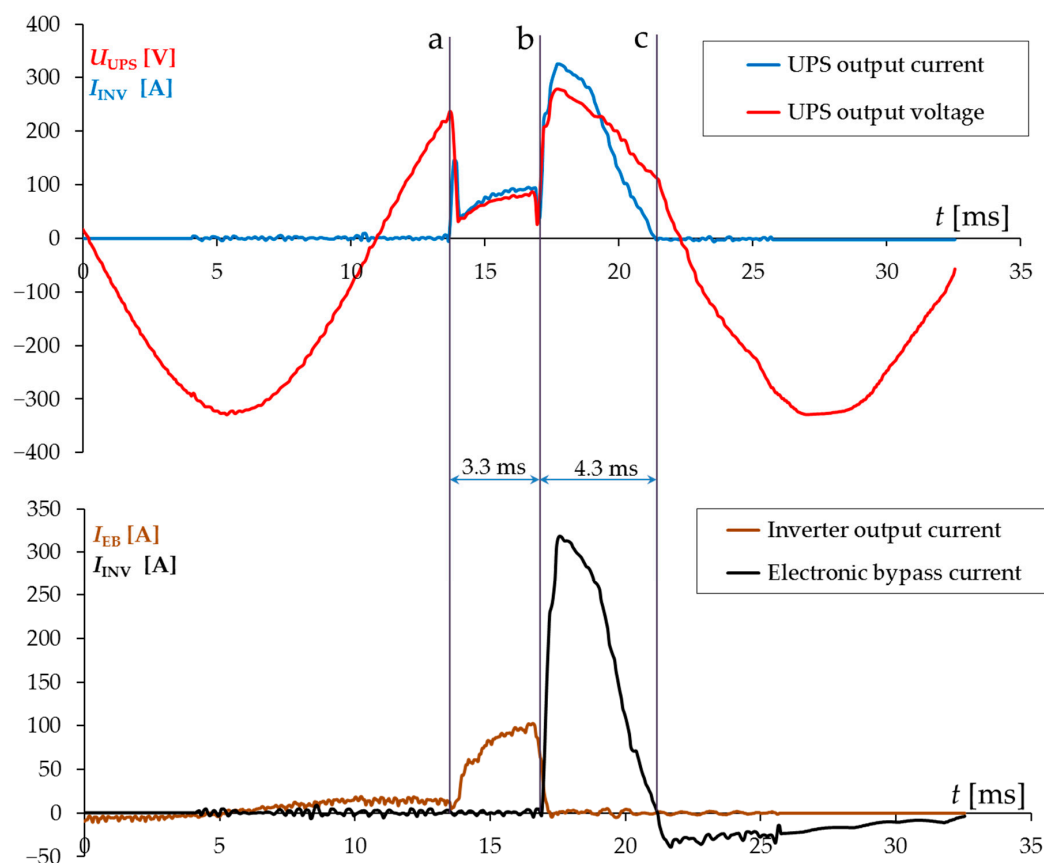 400
300
200
100
0
−100
−200
−300
−400
U_UPS [V]
I_INV [A]
a
b
c
UPS output current
UPS output voltage
t [ms]
0
5
10
15
20
25
30
35
3.3 ms
4.3 ms
350
300
250
200
150
100
50
0
−50
I_EB [A]
I_INV [A]
Inverter output current
Electronic bypass current
t [ms]
0
5
10
15
20
25
30
35